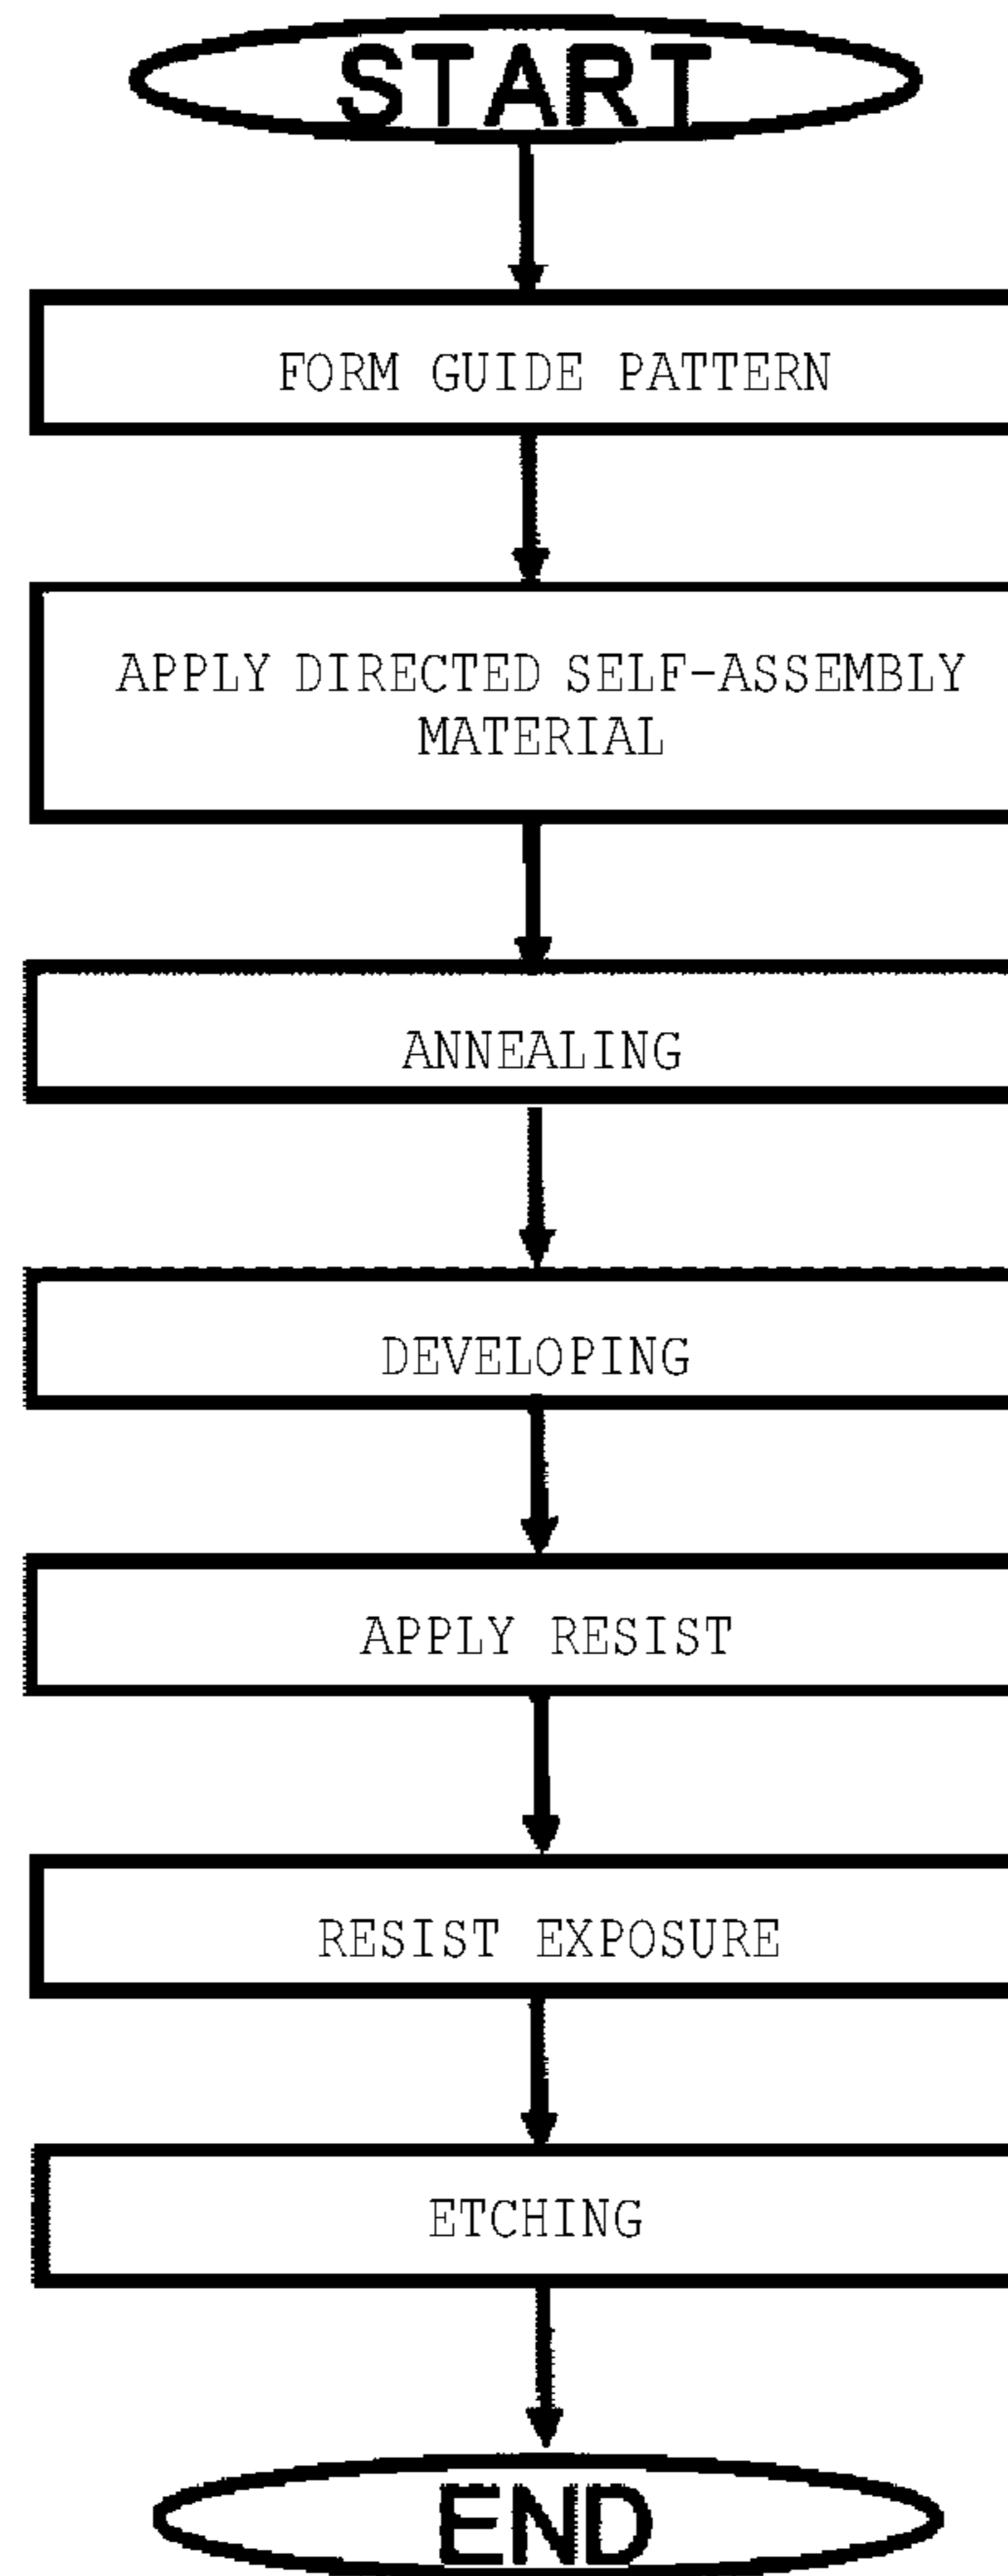 START
FORM GUIDE PATTERN
APPLY DIRECTED SELF-ASSEMBLY
MATERIAL
ANNEALING
DEVELOPING
APPLY RESIST
RESIST EXPOSURE
ETCHING
END